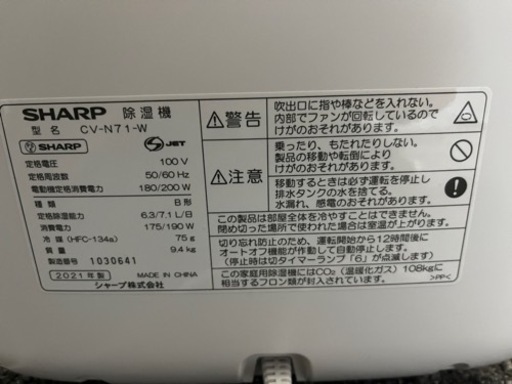 SHARP 除湿機
型名 CV-N71-W
SHARP JET
定格電圧 100V
定格周波数 50/60Hz
電動機定格消費電力 180/200W
種類 B形
定格除湿能力 6.3/7.1L/日
消費電力 175/190W
冷媒(HFC-134a) 75g
質量 9.4kg
製造番号 1030641
2021年製 MADE IN CHINA
シャープ株式会社
警告
吹出口に指や棒などを入れない。
内部でファンが回転しているので
けがのおそれがあります。
注意
乗ったり、もたれたりしない。
製品の移動や転倒により
けがのおそれがあります。
移動するときは必ず運転を停止し
排水タンクの水を捨てる。
水漏れ、感電のおそれがあります。
この製品は部屋全体を冷やすことはできません。
閉め切った場所で使われた場合は室温が上がります。
切り忘れ防止のため、運転開始から12時間後に
オートオフ機能が作動して自動停止します。
(停止時は切タイマーランプ「6」が点滅します)
この家庭用除湿機にはCO₂(温暖化ガス)108kgに
相当するフロン類が封入されています。
>PP<